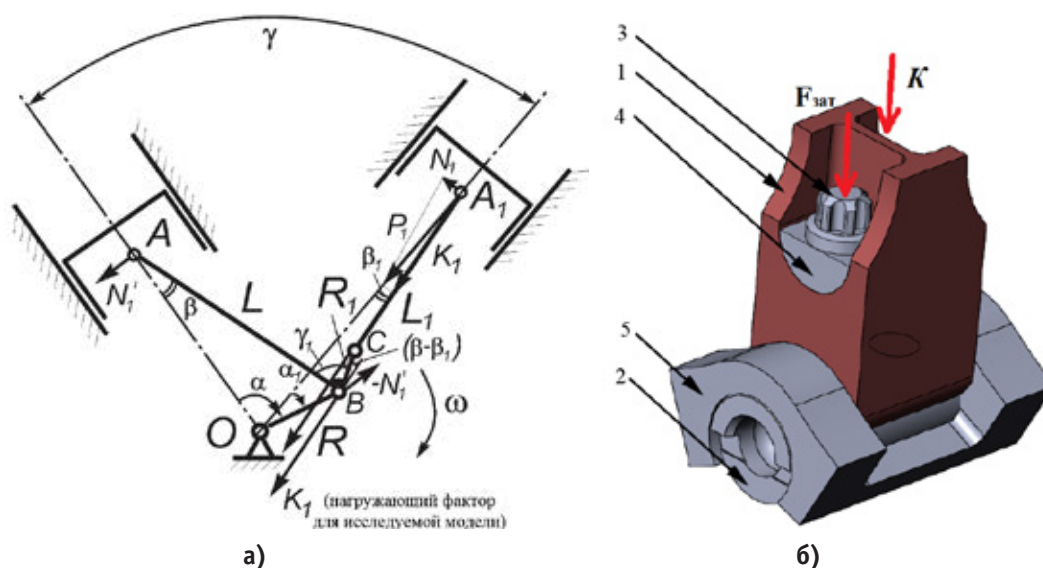 γ
N₁
A₁
P₁
β₁
K₁
A
N₁'
β
L
R₁
L₁
γ₁
C
(β-β₁)
α
α₁
B
-N₁'
O
R
ω
K₁ (нагружающий фактор
для исследуемой модели)
а)
3
1
4
5
2
Fзат
К
б)